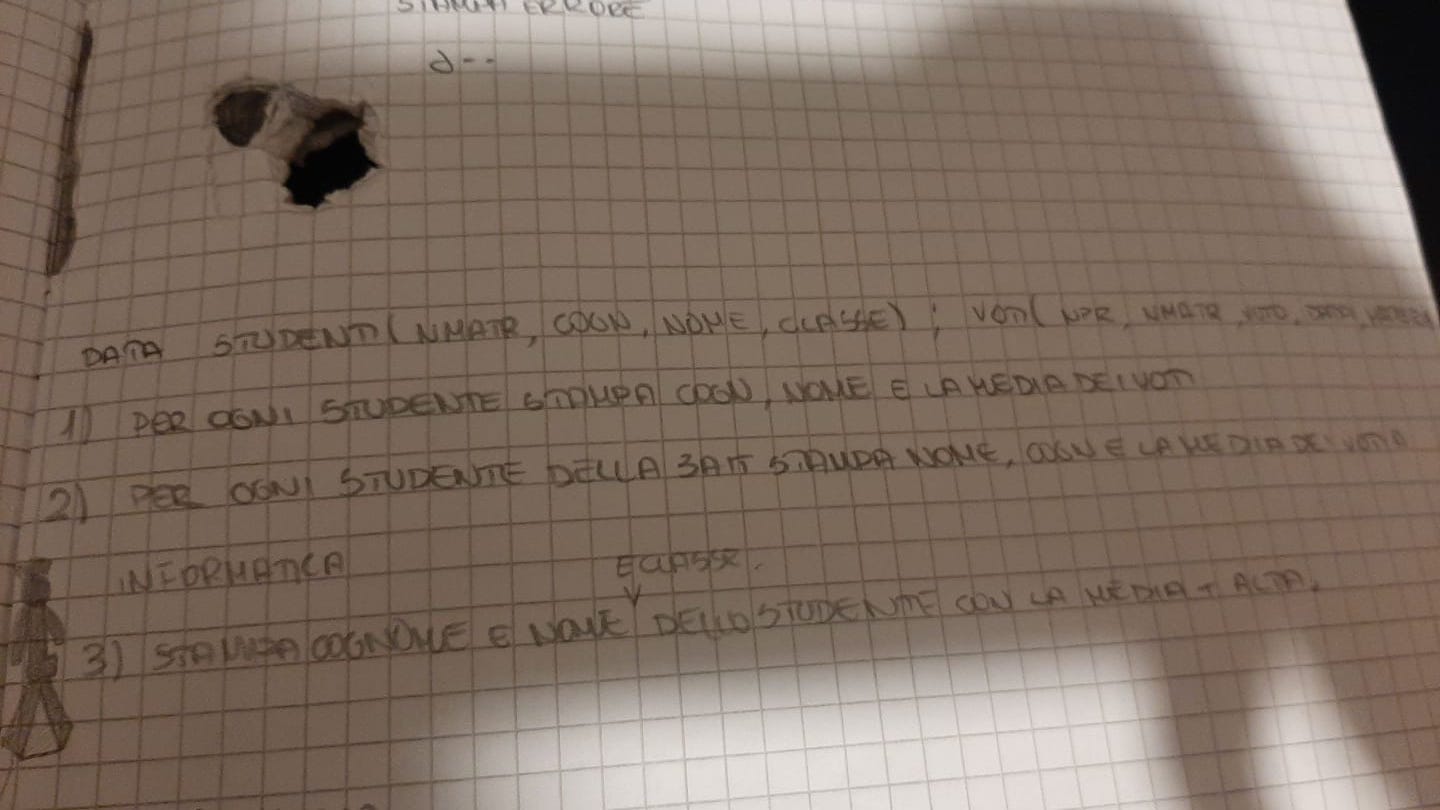 STAMPA ERRORE
d--
DATA STUDENTI(NMATR, COGN, NOME, CLASSE); VOTI(NPR, NMATR, VOTO, DATA, MATERIA
1) PER OGNI STUDENTE STAMPA COGN, NOME E LA MEDIA DEI VOTI
2) PER OGNI STUDENTE DELLA STAMPA NOME, COGN E LA MEDIA DEI VOTI
INFORMATICA
E CLASSE.
3) STAMPA COGNOME E NOME DELLO STUDENTE CON LA MEDIA + ALTA.